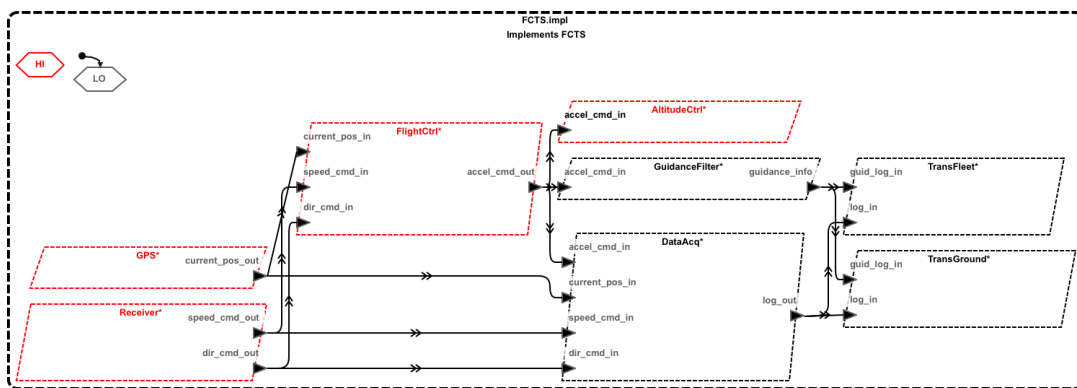 FCTS.impl
Implements FCTS
HI
LO
AltitudeCtrl*
accel_cmd_in
FlightCtrl*
current_pos_in
speed_cmd_in
accel_cmd_out
dir_cmd_in
GuidanceFilter*
accel_cmd_in
guidance_info
TransFleet*
guid_log_in
log_in
GPS*
current_pos_out
DataAcq*
accel_cmd_in
current_pos_in
speed_cmd_in
log_out
dir_cmd_in
TransGround*
guid_log_in
log_in
Receiver*
speed_cmd_out
dir_cmd_out